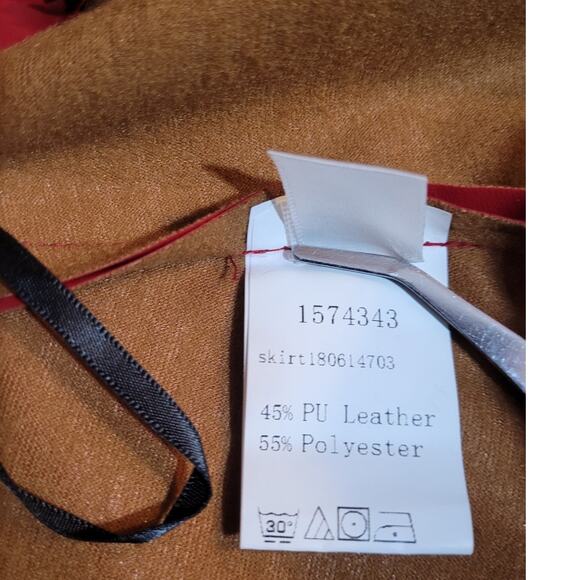 1574343
skirt180614703
45% PU Leather
55% Polyester
30°